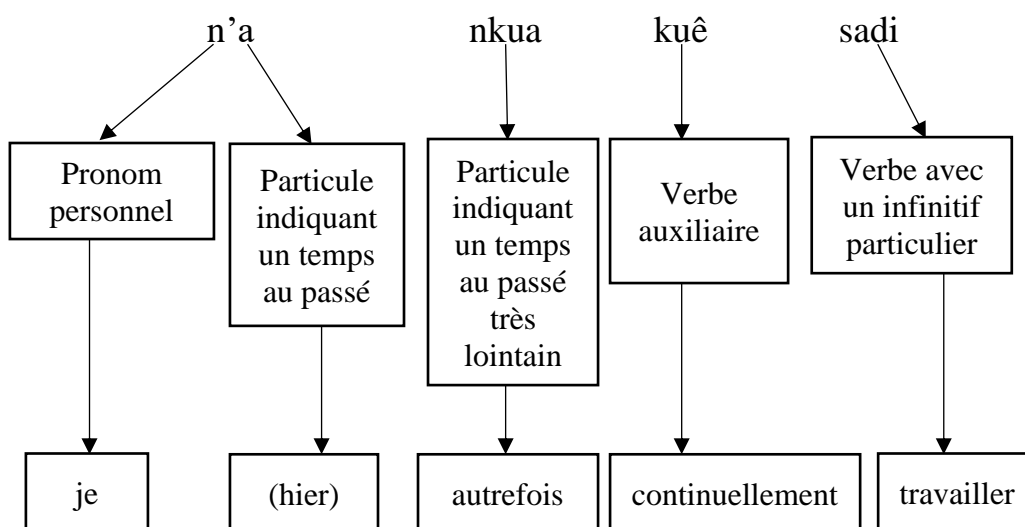 n’a nkua kuê sadi
Pronom
personnel
Particule
indiquant
un temps
au passé
Particule
indiquant
un temps
au passé
très
lointain
Verbe
auxiliaire
Verbe avec
un infinitif
particulier
je
(hier)
autrefois
continuellement
travailler